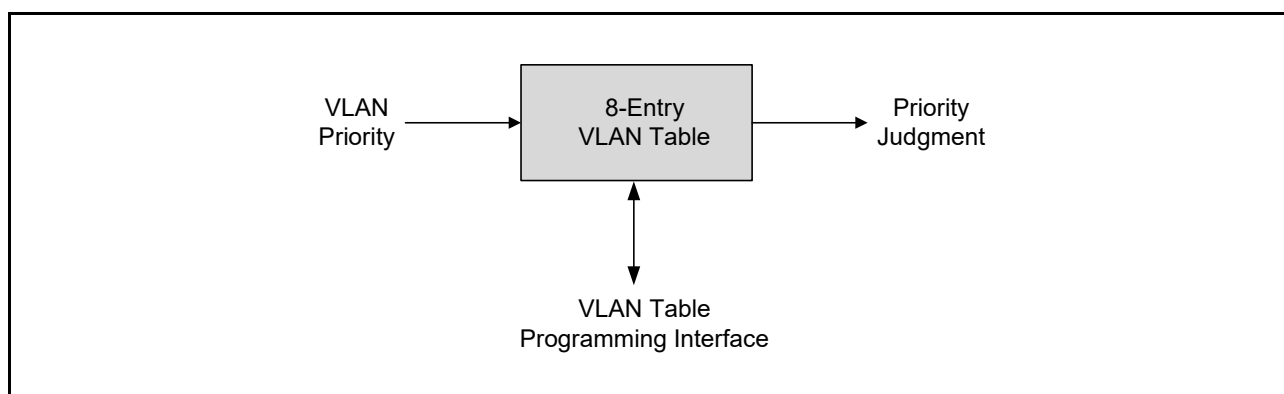 VLAN
Priority
8-Entry
VLAN Table
Priority
Judgment
VLAN Table
Programming Interface